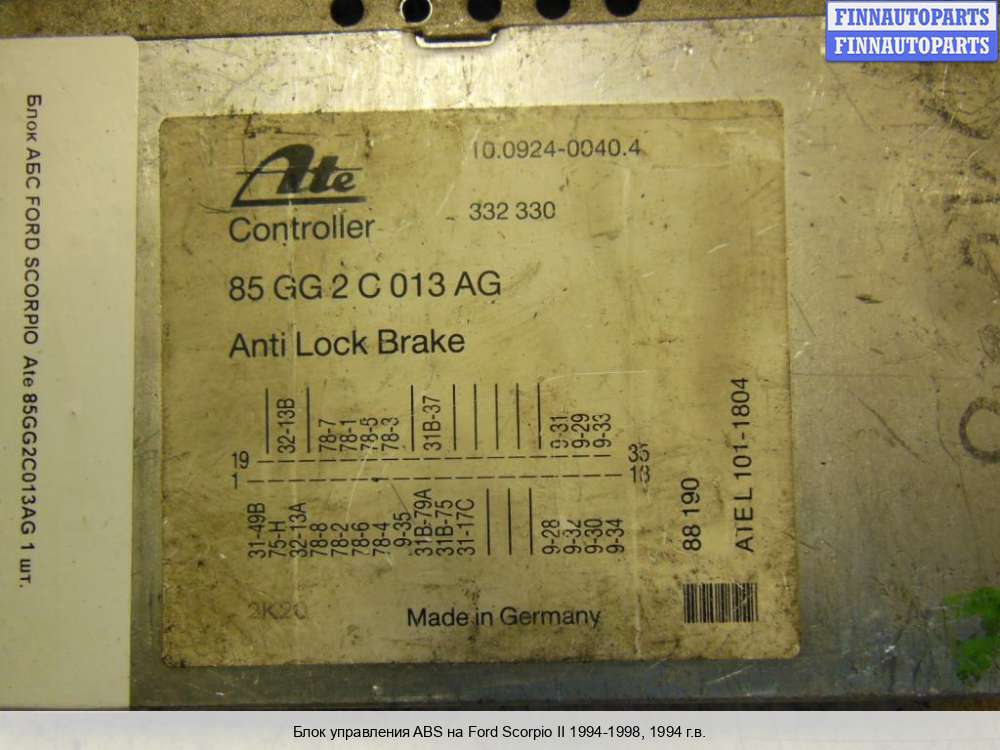 FINNAUTOPARTS
FINNAUTOPARTS
Блок АБС FORD SCORPIO Ate 85GG2C013AG 1 шт.
Ate
10.0924-0040.4
Controller
332 330
85 GG 2 C 013 AG
Anti Lock Brake
32-13B 78-7 78-1 78-5 78-3 31B-37 9-31 9-29 9-33
19 35
1 18
31-49B 75-H 32-13A 78-8 78-2 78-6 78-4 9-35 31B-79A 31B-75 31-17C 9-28 9-32 9-30 9-34
88 190
ATE L 101-1804
2K20
Made in Germany
Блок управления ABS на Ford Scorpio II 1994-1998, 1994 г.в.